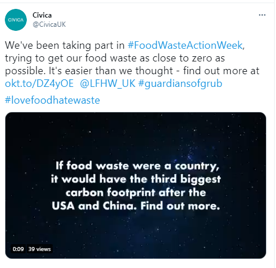 CIVICA
Civica
@CivicaUK
We've been taking part in #FoodWasteActionWeek,
trying to get our food waste as close to zero as
possible. It's easier than we thought - find out more at
okt.to/DZ4yOE @LFHW_UK #guardiansofgrub
#lovefoodhatewaste
If food waste were a country,
it would have the third biggest
carbon footprint after the
USA and China. Find out more.
0:09 39 views